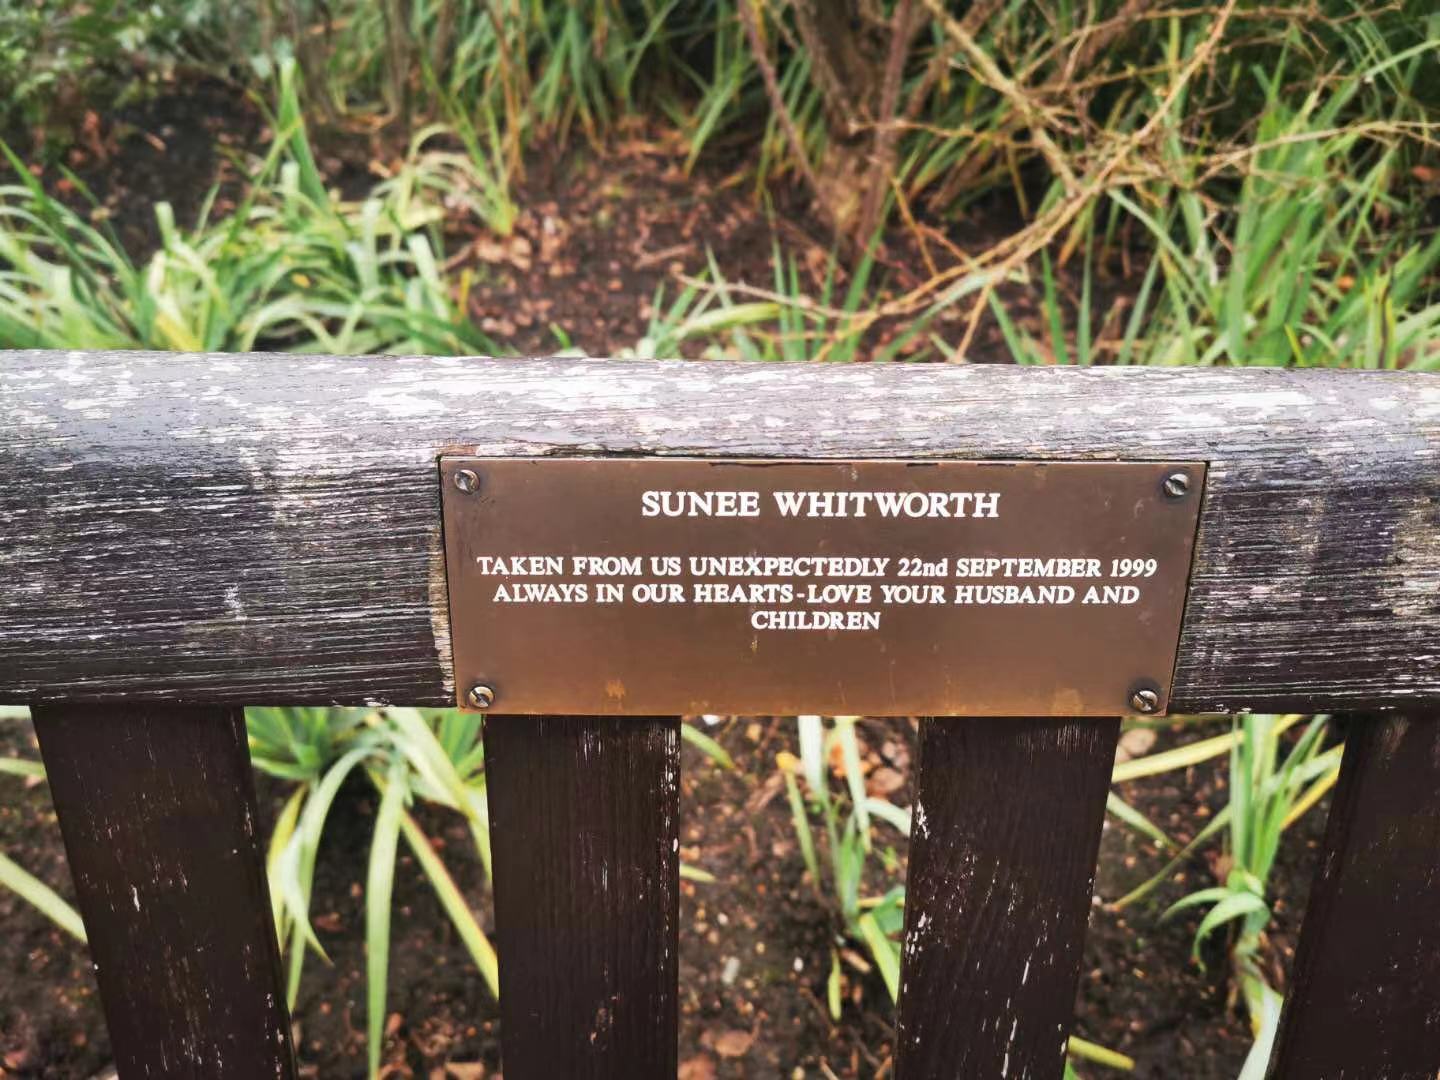 SUNEE WHITWORTH
TAKEN FROM US UNEXPECTEDLY 22nd SEPTEMBER 1999
ALWAYS IN OUR HEARTS-LOVE YOUR HUSBAND AND
CHILDREN